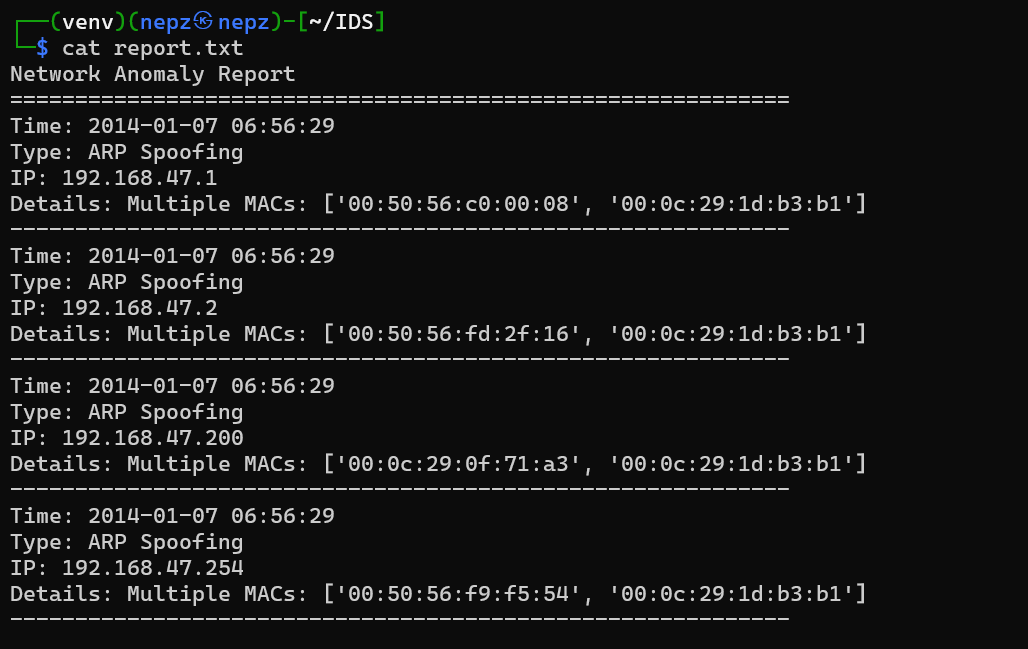 ┌──(venv)(nepz㉿nepz)-[~/IDS]
└─$ cat report.txt
Network Anomaly Report
============================================================
Time: 2014-01-07 06:56:29
Type: ARP Spoofing
IP: 192.168.47.1
Details: Multiple MACs: ['00:50:56:c0:00:08', '00:0c:29:1d:b3:b1']
------------------------------------------------------------
Time: 2014-01-07 06:56:29
Type: ARP Spoofing
IP: 192.168.47.2
Details: Multiple MACs: ['00:50:56:fd:2f:16', '00:0c:29:1d:b3:b1']
------------------------------------------------------------
Time: 2014-01-07 06:56:29
Type: ARP Spoofing
IP: 192.168.47.200
Details: Multiple MACs: ['00:0c:29:0f:71:a3', '00:0c:29:1d:b3:b1']
------------------------------------------------------------
Time: 2014-01-07 06:56:29
Type: ARP Spoofing
IP: 192.168.47.254
Details: Multiple MACs: ['00:50:56:f9:f5:54', '00:0c:29:1d:b3:b1']
------------------------------------------------------------